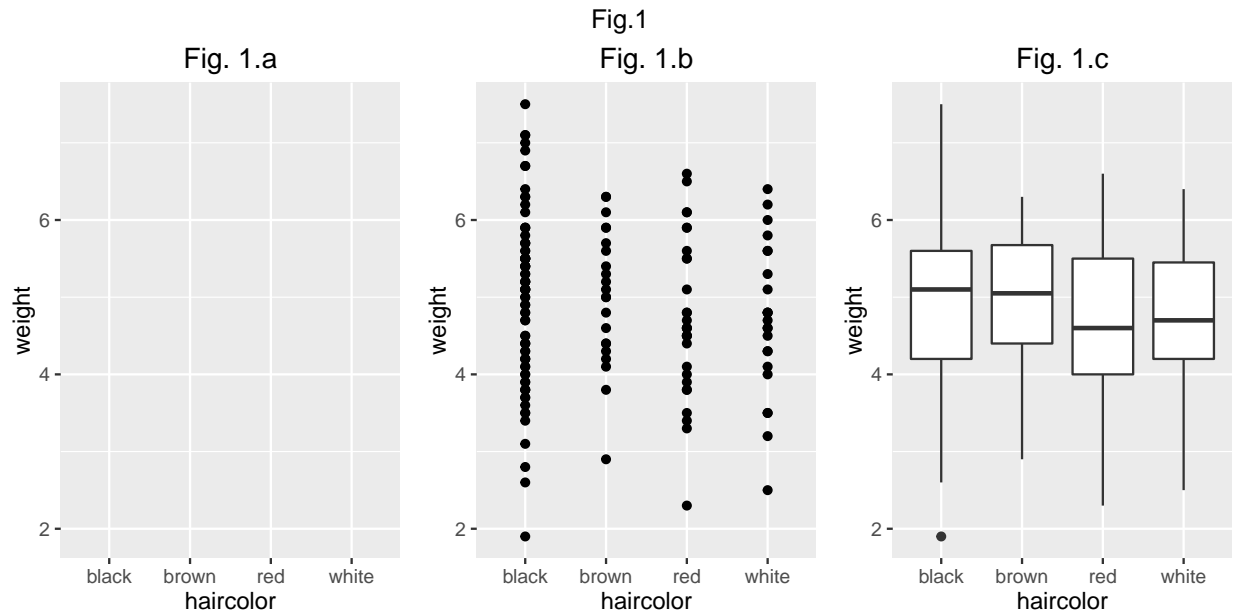 Fig.1
Fig. 1.a
weight
6
4
2
black brown red white
haircolor
Fig. 1.b
weight
6
4
2
black brown red white
haircolor
Fig. 1.c
weight
6
4
2
black brown red white
haircolor